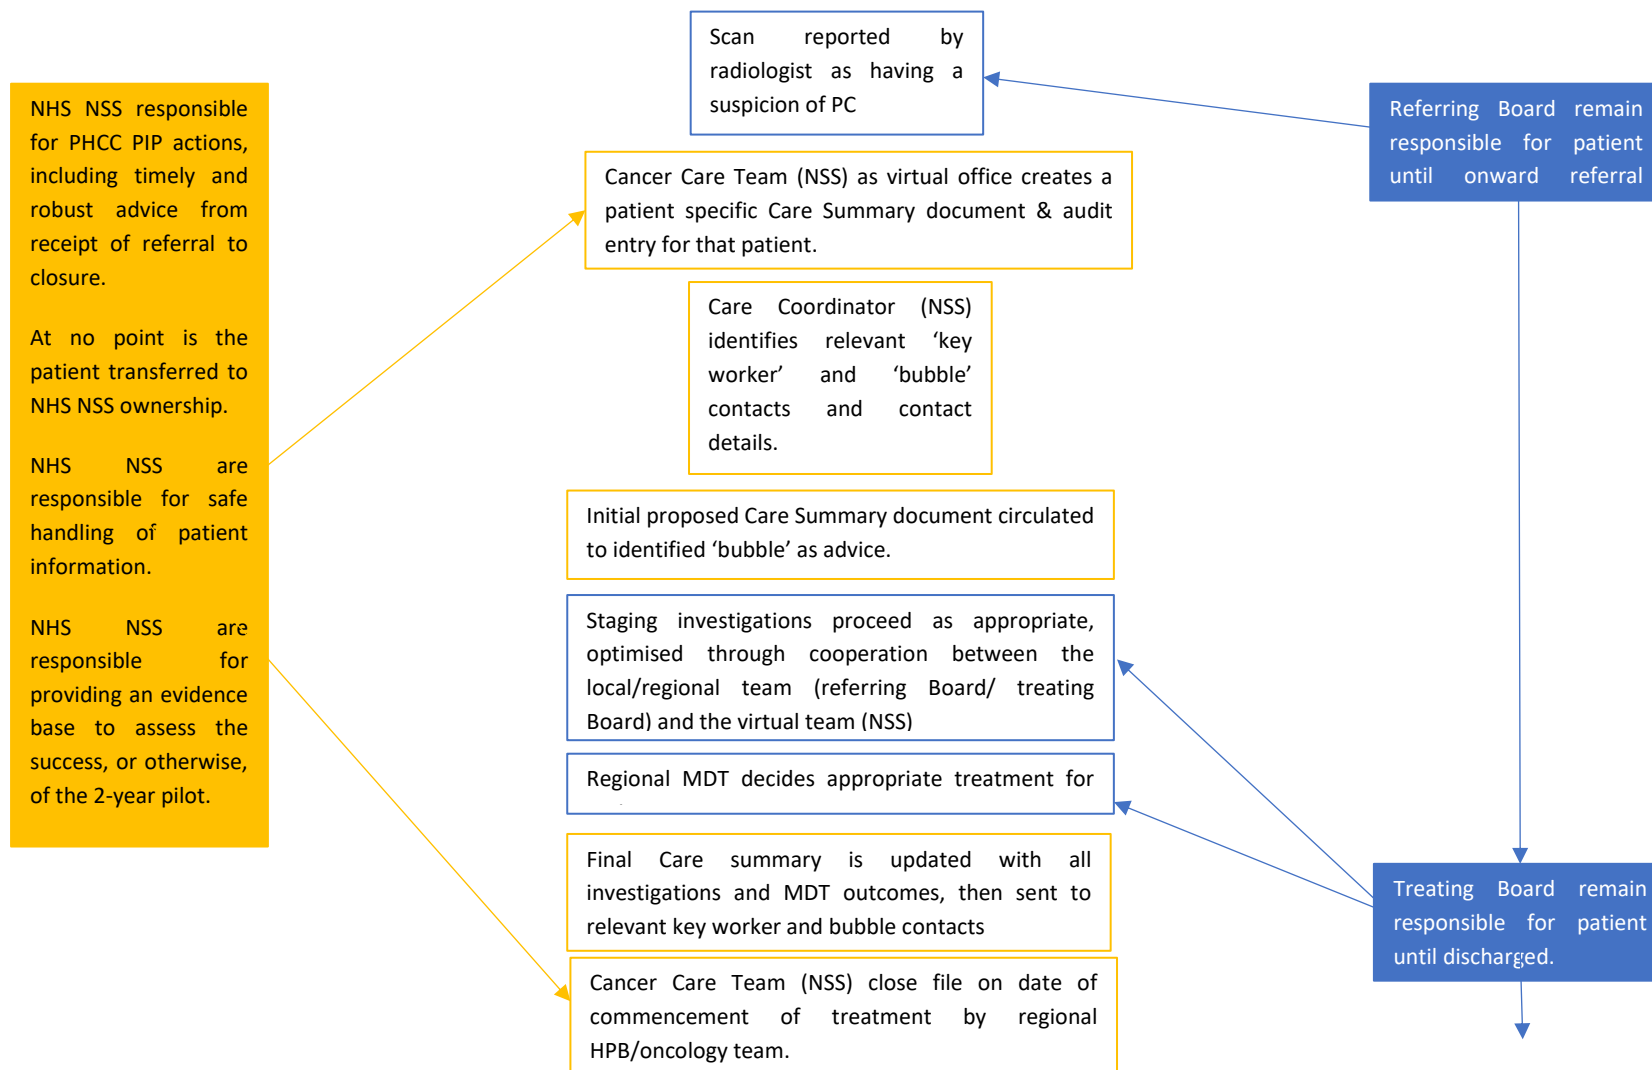 NHS NSS responsible
for PHCC PIP actions,
including timely and
robust advice from
receipt of referral to
closure.
At no point is the
patient transferred to
NHS NSS ownership.
NHS NSS are
responsible for safe
handling of patient
information.
NHS NSS are
responsible for
providing an evidence
base to assess the
success, or otherwise,
of the 2-year pilot.
Scan reported by
radiologist as having a
suspicion of PC
Cancer Care Team (NSS) as virtual office creates a
patient specific Care Summary document & audit
entry for that patient.
Care Coordinator (NSS)
identifies relevant ‘key
worker’ and ‘bubble’
contacts and contact
details.
Initial proposed Care Summary document circulated
to identified ‘bubble’ as advice.
Staging investigations proceed as appropriate,
optimised through cooperation between the
local/regional team (referring Board/ treating
Board) and the virtual team (NSS)
Regional MDT decides appropriate treatment for
Final Care summary is updated with all
investigations and MDT outcomes, then sent to
relevant key worker and bubble contacts
Cancer Care Team (NSS) close file on date of
commencement of treatment by regional
HPB/oncology team.
Referring Board remain
responsible for patient
until onward referral
Treating Board remain
responsible for patient
until discharged.